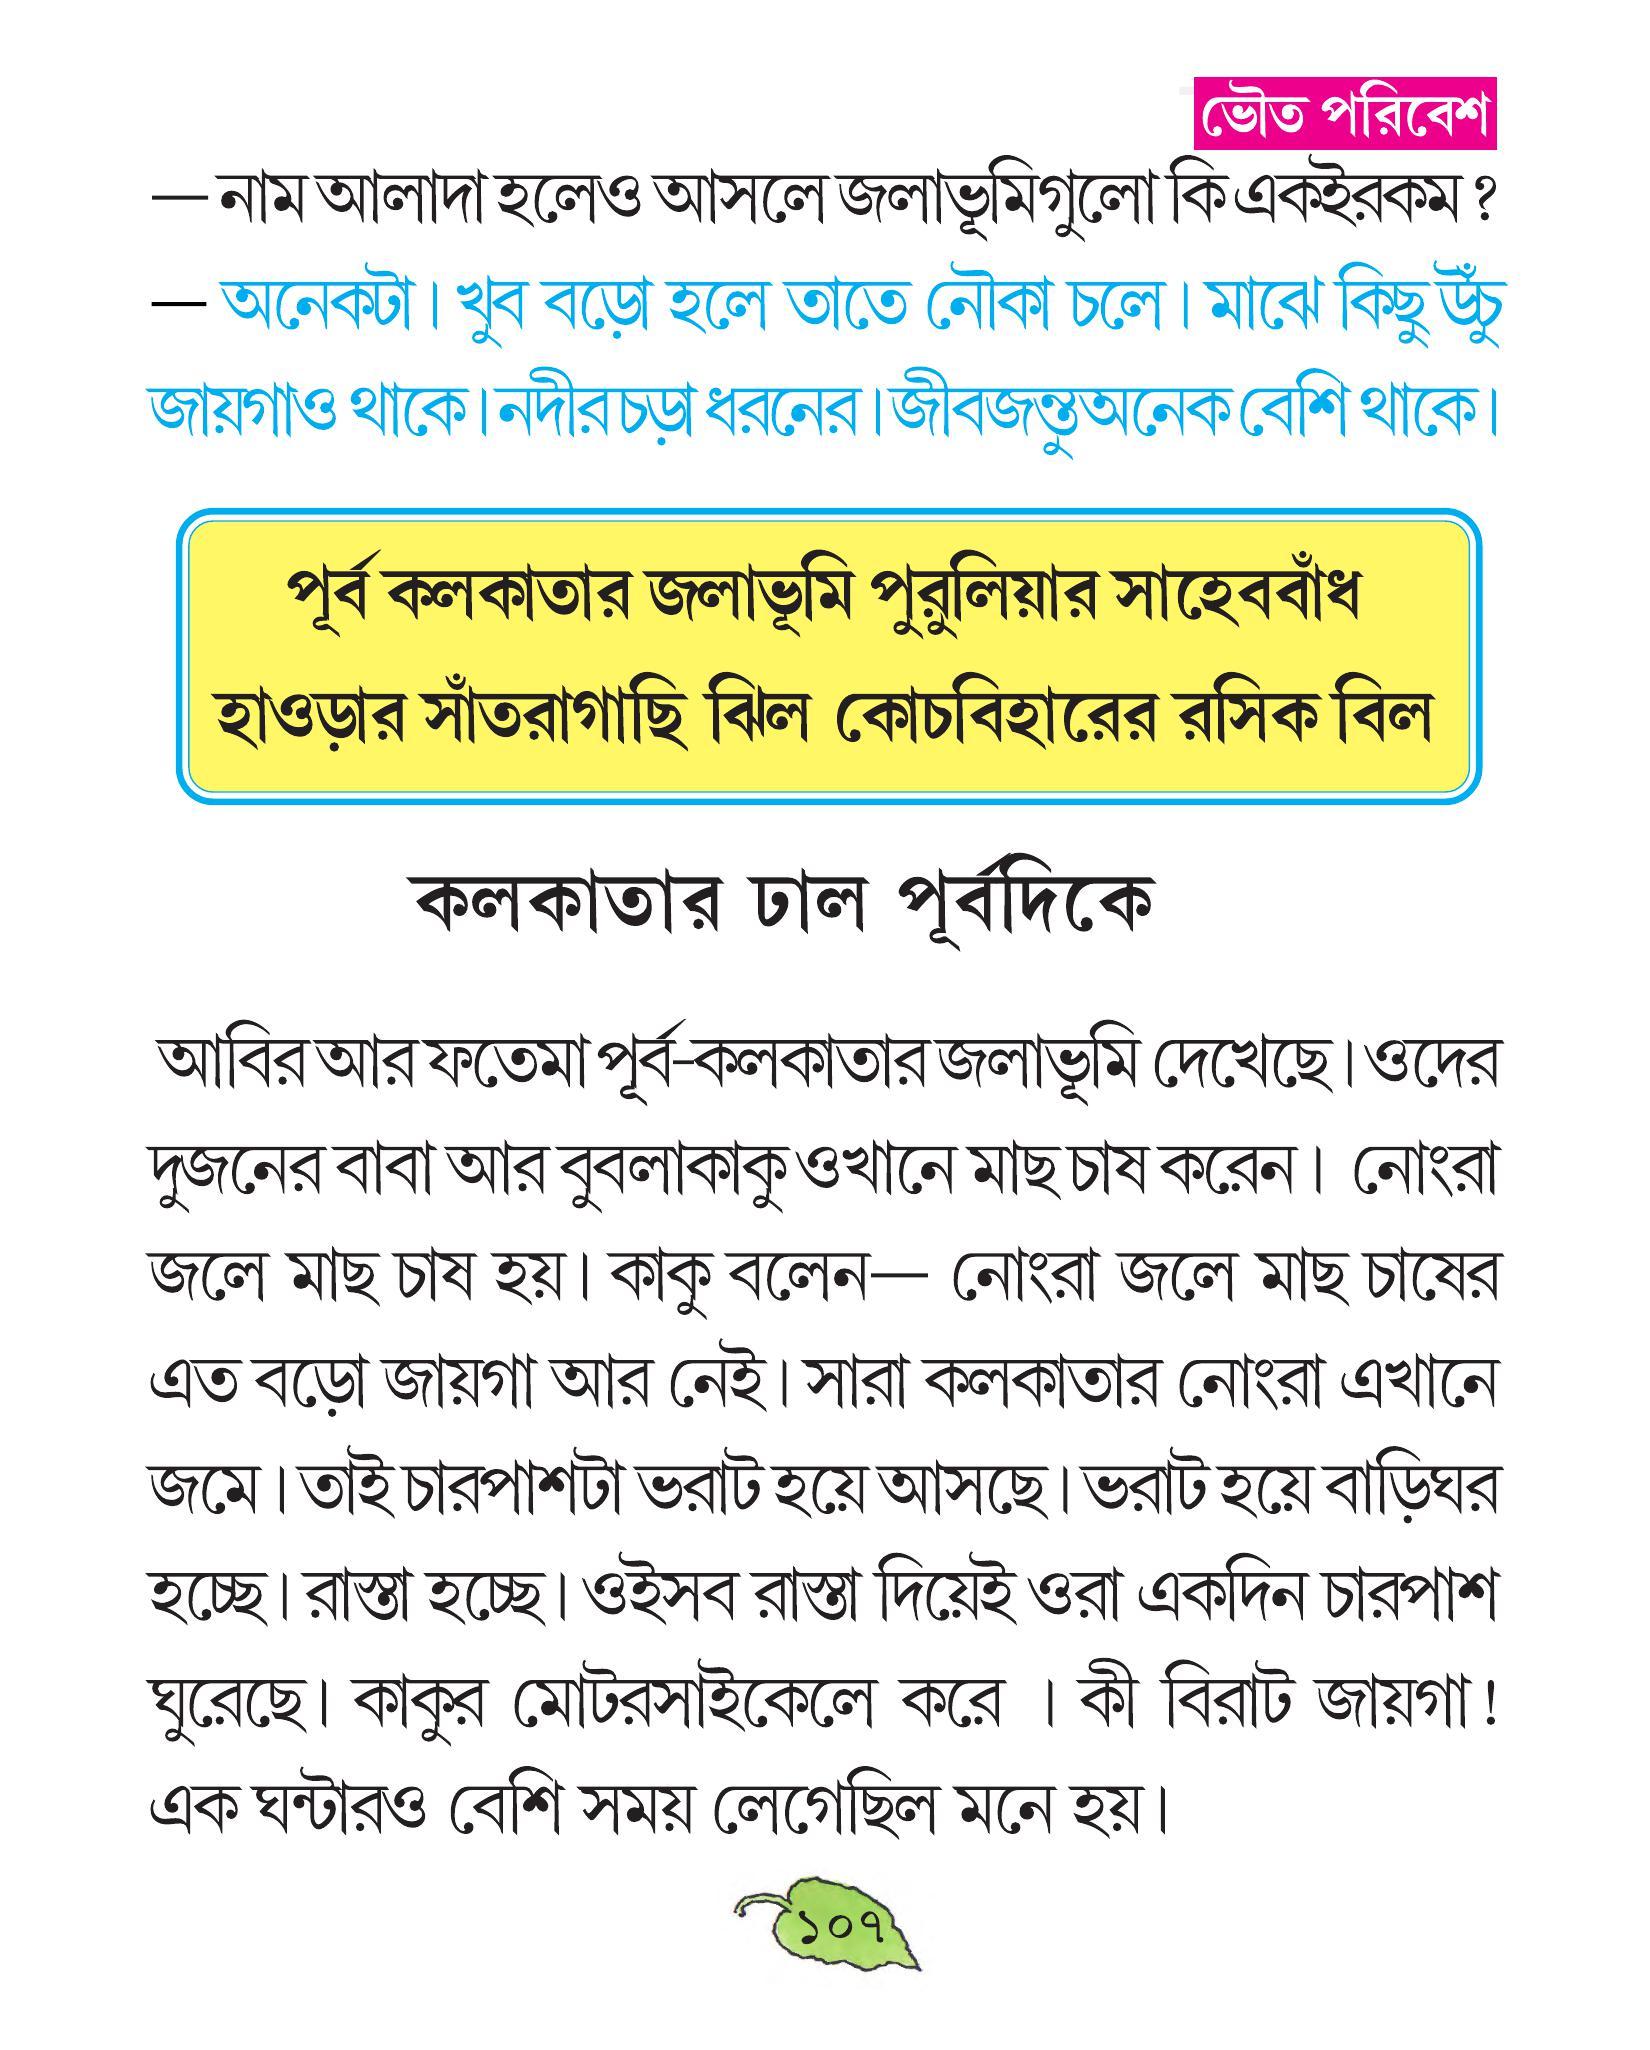 ভৌত পরিবেশ
— নাম আলাদা হলেও আসলে জলাভূমিগুলো কি একইরকম ?
— অনেকটা। খুব বড়ো হলে তাতে নৌকা চলে। মাঝে কিছু উঁচু
জায়গাও থাকে। নদীর চড়া ধরনের। জীবজন্তু অনেক বেশি থাকে।
পূর্ব কলকাতার জলাভূমি পুরুলিয়ার সাহেববাঁধ
হাওড়ার সাঁতরাগাছি ঝিল কোচবিহারের রসিক বিল
কলকাতার ঢাল পূর্বদিকে
আবির আর ফতেমা পূর্ব-কলকাতার জলাভূমি দেখেছে। ওদের
দুজনের বাবা আর বুবলাকাকু ওখানে মাছ চাষ করেন। নোংরা
জলে মাছ চাষ হয়। কাকু বলেন— নোংরা জলে মাছ চাষের
এত বড়ো জায়গা আর নেই। সারা কলকাতার নোংরা এখানে
জমে। তাই চারপাশটা ভরাট হয়ে আসছে। ভরাট হয়ে বাড়িঘর
হচ্ছে। রাস্তা হচ্ছে। ওইসব রাস্তা দিয়েই ওরা একদিন চারপাশ
ঘুরেছে। কাকুর মোটরসাইকেলে করে । কী বিরাট জায়গা!
এক ঘন্টারও বেশি সময় লেগেছিল মনে হয়।
১০৭